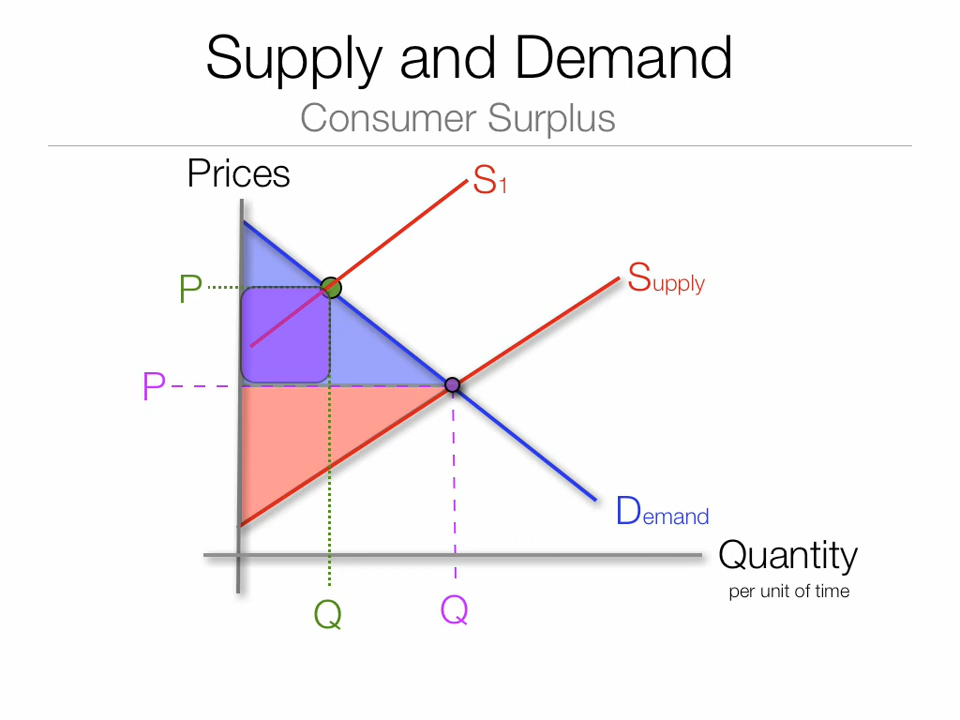 Supply and Demand
Consumer Surplus
Prices
S1
P
Supply
P
Demand
Quantity
per unit of time
Q
Q